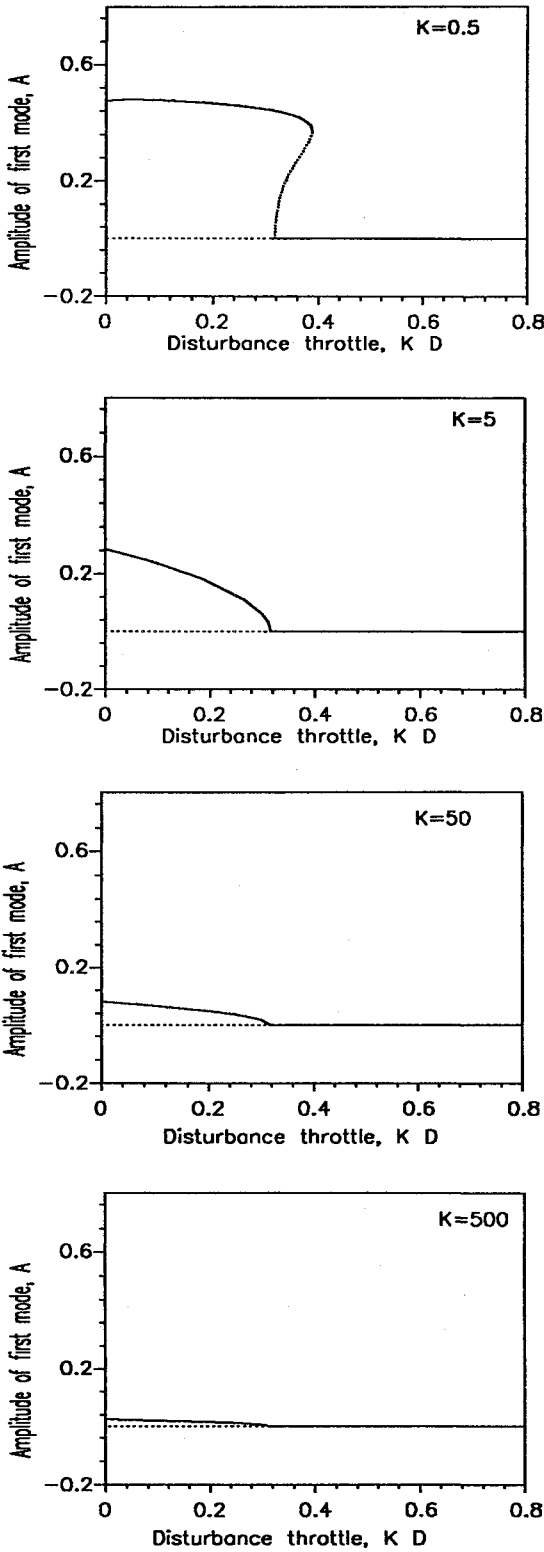 K=0.5
Amplitude of first mode, A
0.6
0.2
−0.2
0 0.2 0.4 0.6 0.8
Disturbance throttle, K D
K=5
Amplitude of first mode, A
0.6
0.2
−0.2
0 0.2 0.4 0.6 0.8
Disturbance throttle, K D
K=50
Amplitude of first mode, A
0.6
0.2
−0.2
0 0.2 0.4 0.6 0.8
Disturbance throttle, K D
K=500
Amplitude of first mode, A
0.6
0.2
−0.2
0 0.2 0.4 0.6 0.8
Disturbance throttle, K D